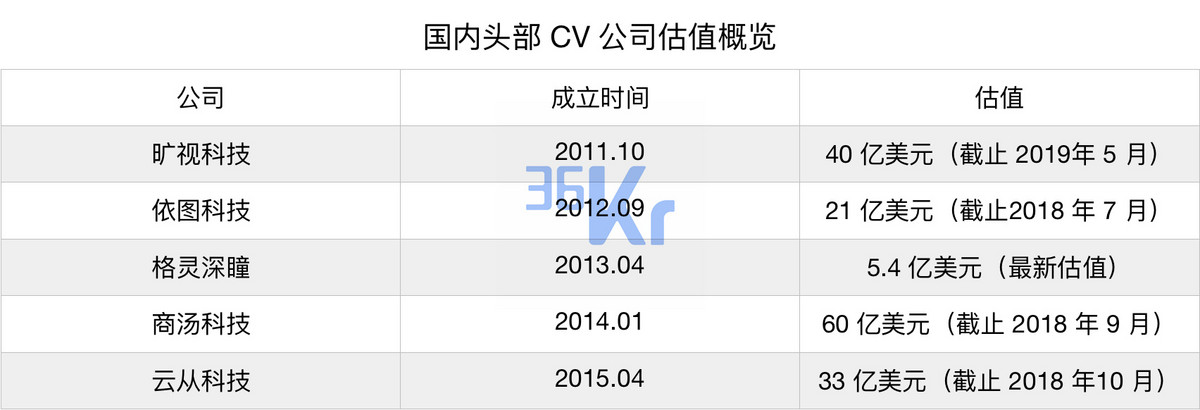 国内头部 CV 公司估值概览
公司 成立时间 估值
旷视科技 2011.10 40 亿美元（截止 2019年 5 月）
依图科技 2012.09 21 亿美元（截止2018 年 7 月）
格灵深瞳 2013.04 5.4 亿美元（最新估值）
商汤科技 2014.01 60 亿美元（截止 2018 年 9 月）
云从科技 2015.04 33 亿美元（截止 2018 年10 月）
36Kr